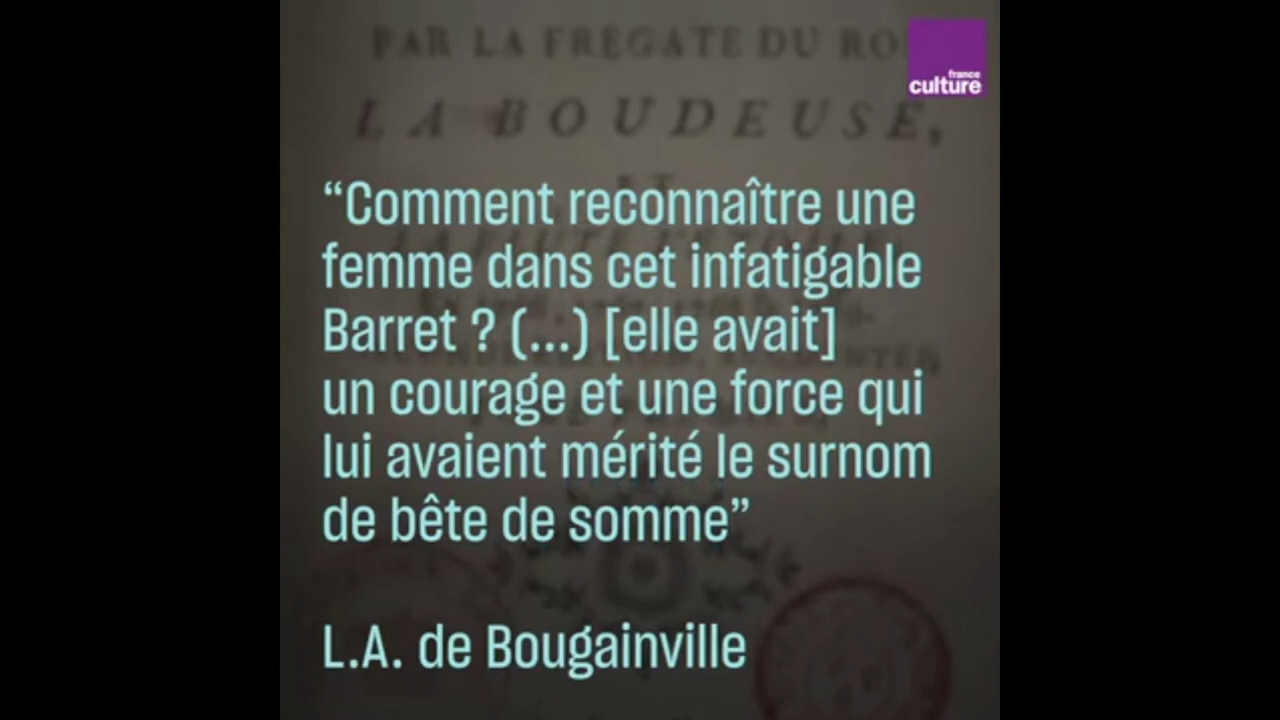 PAR LA FRÉGATE DU RO
LA BOUDEUSE,
france
culture
“Comment reconnaître une
femme dans cet infatigable
Barret ? (...) [elle avait]
un courage et une force qui
lui avaient mérité le surnom
de bête de somme”
L.A. de Bougainville